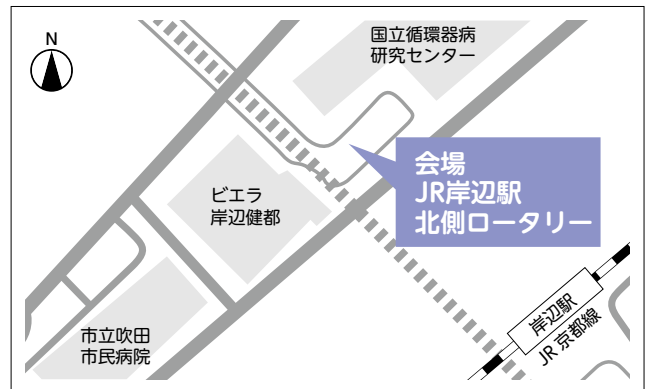 N
国立循環器病
研究センター
会場
JR岸辺駅
北側ロータリー
ビエラ
岸辺健都
岸辺駅
JR京都線
市立吹田
市民病院